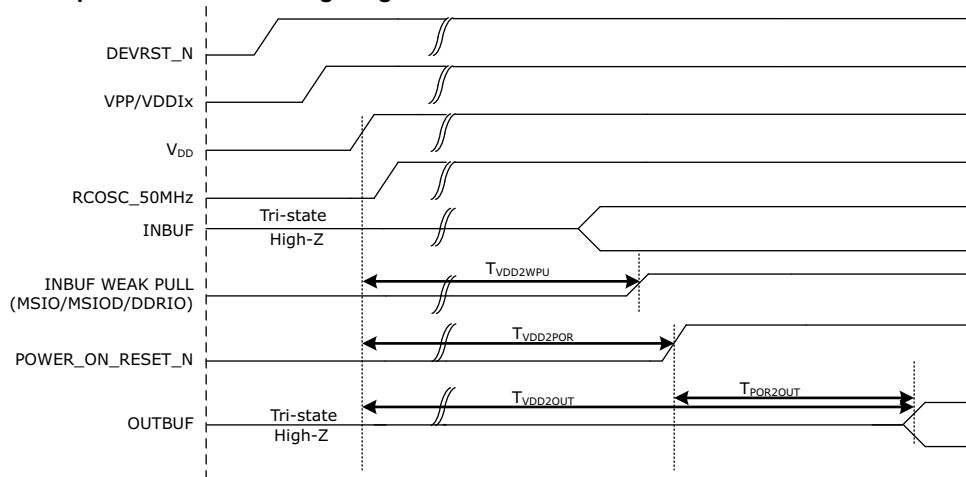 DEVRST_N
VPP/VDDIx
VDD
RCOSC_50MHz
Tri-state
INBUF
High-Z
TVDD2WPU
INBUF WEAK PULL
(MSIO/MSIOD/DDRIO)
TVDD2POR
POWER_ON_RESET_N
TPOR2OUT
TVDD2OUT
Tri-state
OUTBUF
High-Z